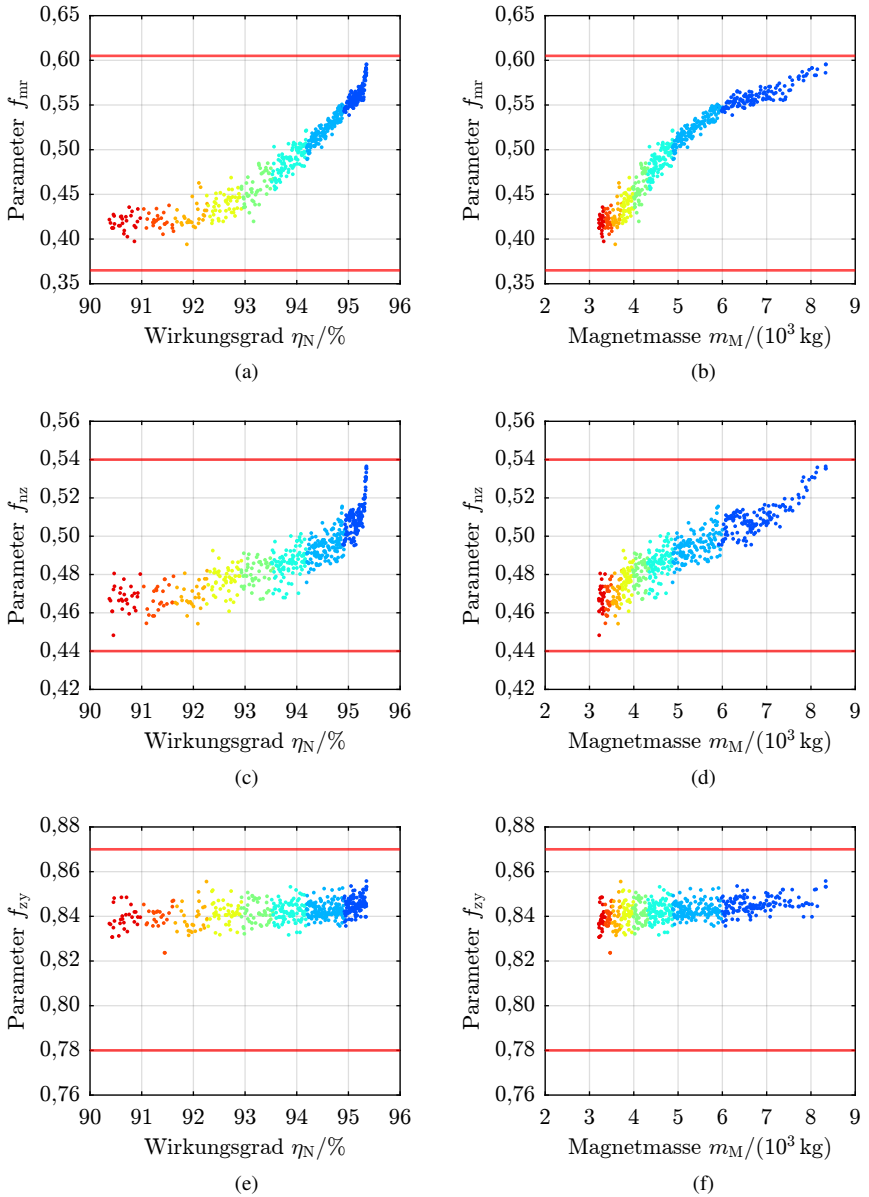 0,65
0,60
0,55
0,50
0,45
0,40
0,35
Parameter f_mr
90 91 92 93 94 95 96
Wirkungsgrad η_N/%
(a)
0,65
0,60
0,55
0,50
0,45
0,40
0,35
Parameter f_mr
2 3 4 5 6 7 8 9
Magnetmasse m_M/(10³ kg)
(b)
0,56
0,54
0,52
0,50
0,48
0,46
0,44
0,42
Parameter f_nz
90 91 92 93 94 95 96
Wirkungsgrad η_N/%
(c)
0,56
0,54
0,52
0,50
0,48
0,46
0,44
0,42
Parameter f_nz
2 3 4 5 6 7 8 9
Magnetmasse m_M/(10³ kg)
(d)
0,88
0,86
0,84
0,82
0,80
0,78
0,76
Parameter f_zy
90 91 92 93 94 95 96
Wirkungsgrad η_N/%
(e)
0,88
0,86
0,84
0,82
0,80
0,78
0,76
Parameter f_zy
2 3 4 5 6 7 8 9
Magnetmasse m_M/(10³ kg)
(f)